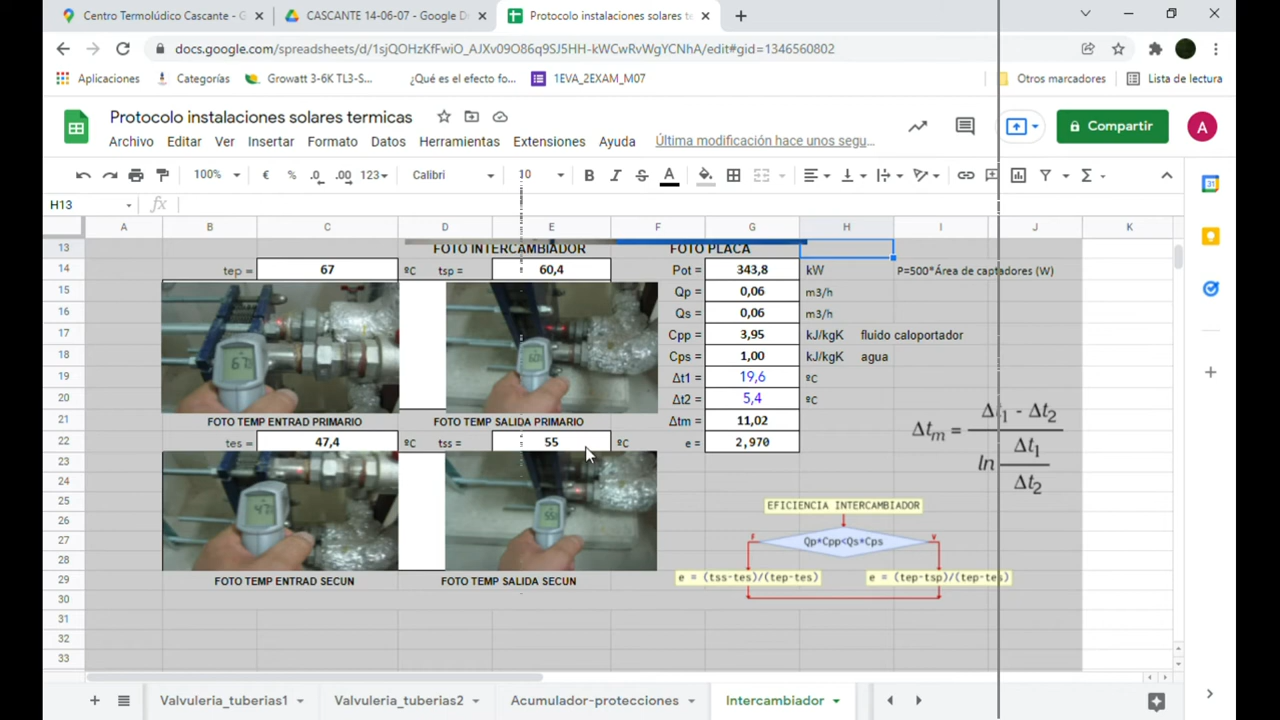 Centro Termolúdico Cascante - G
CASCANTE 14-06-07 - Google D
Protocolo instalaciones solares te
docs.google.com/spreadsheets/d/1sjQOHzKfFwiO_AJXv09O86q9SJ5HH-kWCwRvWgYCNhA/edit#gid=1346560802
Aplicaciones Categorías Growatt 3-6K TL3-S... ¿Qué es el efecto fo... 1EVA_2EXAM_M07 Otros marcadores Lista de lectura
Protocolo instalaciones solares termicas
Compartir A
Archivo Editar Ver Insertar Formato Datos Herramientas Extensiones Ayuda Última modificación hace unos segu...
100% € % .0 .00 123 Calibri 10 B I S A Σ
H13 fx
A B C D E F G H I J K
13 FOTO INTERCAMBIADOR FOTO PLACA
14 tep = 67 ºC tsp = 60,4 Pot = 343,8 kW P=500*Área de captadores (W)
15 Qp = 0,06 m3/h
16 Qs = 0,06 m3/h
17 Cpp = 3,95 kJ/kgK fluido caloportador
18 Cps = 1,00 kJ/kgK agua
19 Δt1 = 19,6 ºC
20 Δt2 = 5,4 ºC
21 FOTO TEMP ENTRAD PRIMARIO FOTO TEMP SALIDA PRIMARIO Δtm = 11,02
22 tes = 47,4 ºC tss = 55 ºC e = 2,970
Δt1 - Δt2
Δtm =
ln Δt1
Δt2
23
24
25 EFICIENCIA INTERCAMBIADOR
26
27 F Qp*Cpp<Qs*Cps V
28
29 FOTO TEMP ENTRAD SECUN FOTO TEMP SALIDA SECUN e = (tss-tes)/(tep-tes) e = (tep-tsp)/(tep-tes)
30
31
32
33
Valvuleria_tuberias1 Valvuleria_tuberias2 Acumulador-protecciones Intercambiador